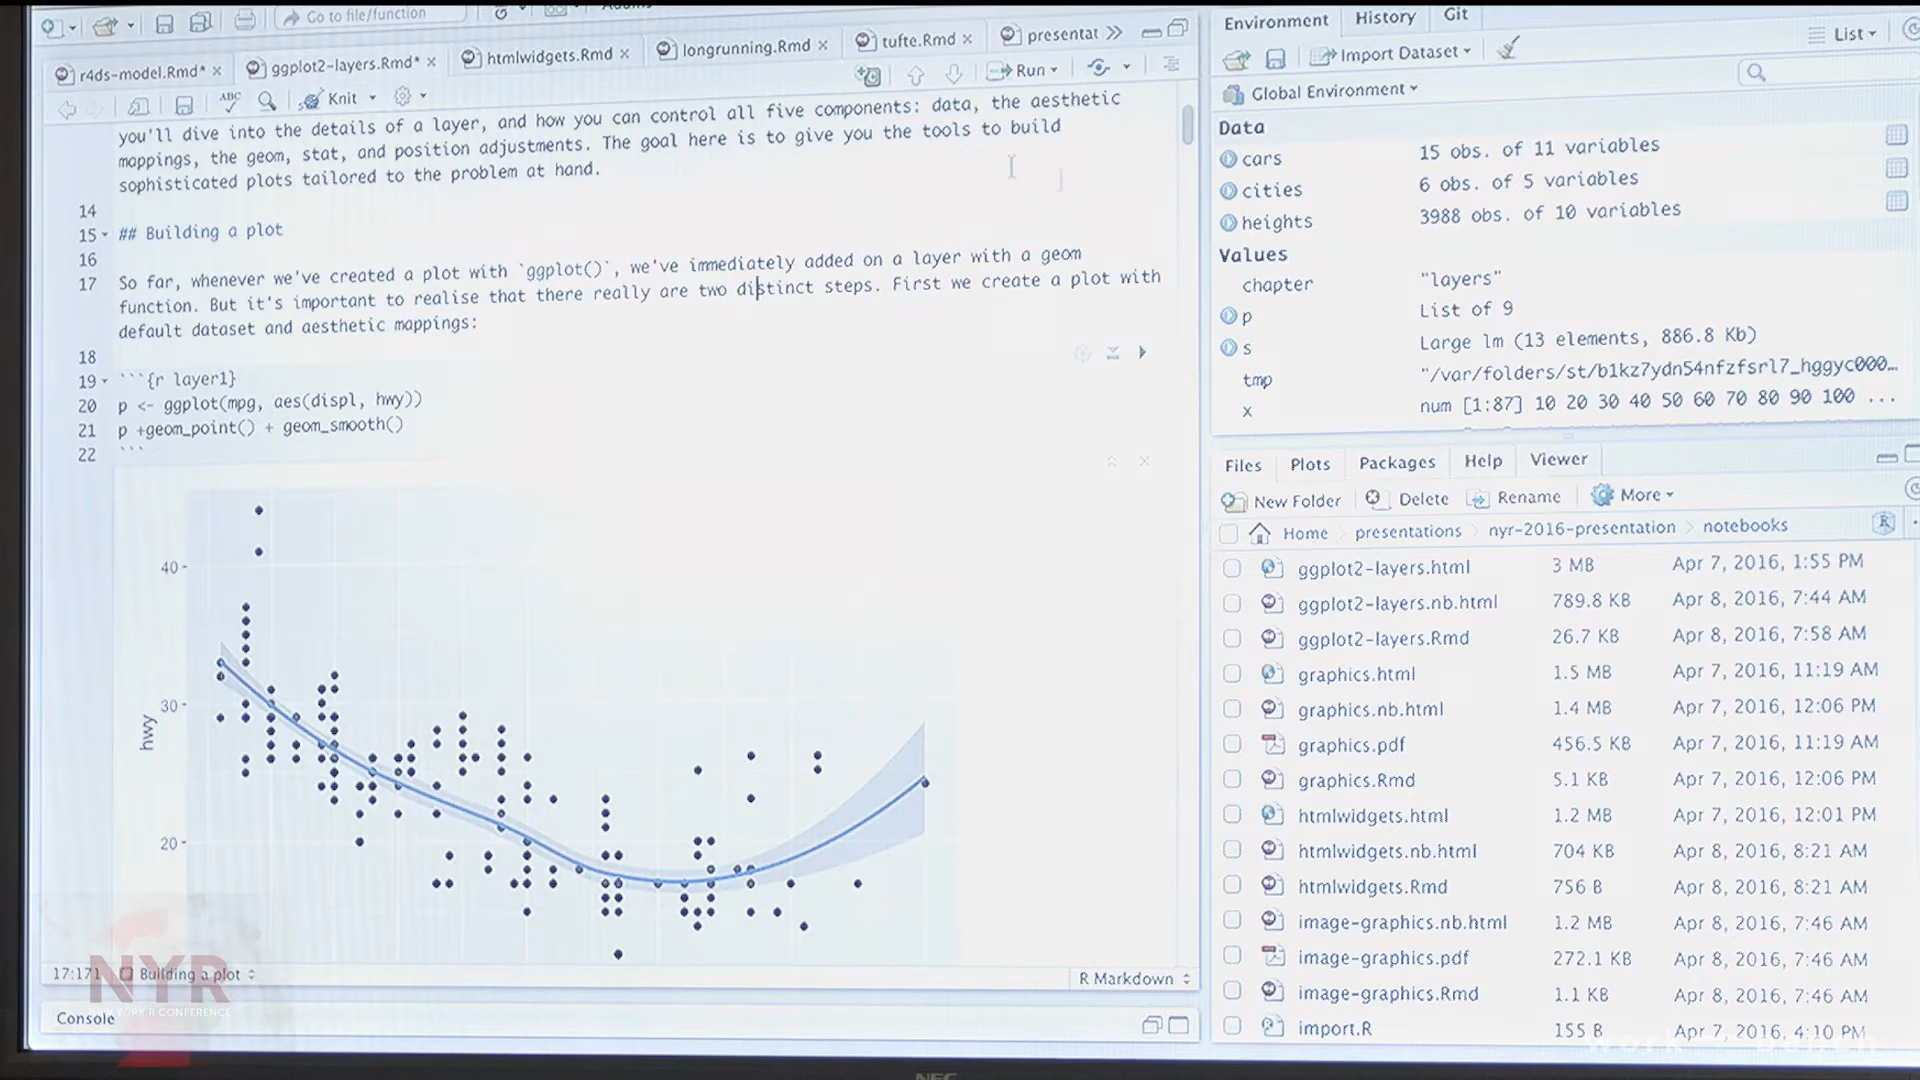 Go to file/function
Addins
r4ds-model.Rmd*
ggplot2-layers.Rmd*
htmlwidgets.Rmd
longrunning.Rmd
tufte.Rmd
presentat
Run
ABC
Knit
you'll dive into the details of a layer, and how you can control all five components: data, the aesthetic
mappings, the geom, stat, and position adjustments. The goal here is to give you the tools to build
sophisticated plots tailored to the problem at hand.
14
15 ## Building a plot
16
17 So far, whenever we've created a plot with `ggplot()`, we've immediately added on a layer with a geom
function. But it's important to realise that there really are two distinct steps. First we create a plot with
default dataset and aesthetic mappings:
18
19 ```{r layer1}
20 p <- ggplot(mpg, aes(displ, hwy))
21 p +geom_point() + geom_smooth()
22 ```
40
30
20
hwy
17:171 Building a plot
R Markdown
Console
NYR
NEW YORK R CONFERENCE
Environment History Git
Import Dataset
List
Global Environment
Data
cars 15 obs. of 11 variables
cities 6 obs. of 5 variables
heights 3988 obs. of 10 variables
Values
chapter "layers"
p List of 9
s Large lm (13 elements, 886.8 Kb)
tmp "/var/folders/st/b1kz7ydn54nfzfsrl7_hggyc000...
x num [1:87] 10 20 30 40 50 60 70 80 90 100 ...
Files Plots Packages Help Viewer
New Folder Delete Rename More
Home presentations nyr-2016-presentation notebooks
ggplot2-layers.html 3 MB Apr 7, 2016, 1:55 PM
ggplot2-layers.nb.html 789.8 KB Apr 8, 2016, 7:44 AM
ggplot2-layers.Rmd 26.7 KB Apr 8, 2016, 7:58 AM
graphics.html 1.5 MB Apr 7, 2016, 11:19 AM
graphics.nb.html 1.4 MB Apr 7, 2016, 12:06 PM
graphics.pdf 456.5 KB Apr 7, 2016, 11:19 AM
graphics.Rmd 5.1 KB Apr 7, 2016, 12:06 PM
htmlwidgets.html 1.2 MB Apr 7, 2016, 12:01 PM
htmlwidgets.nb.html 704 KB Apr 8, 2016, 8:21 AM
htmlwidgets.Rmd 756 B Apr 8, 2016, 8:21 AM
image-graphics.nb.html 1.2 MB Apr 8, 2016, 7:46 AM
image-graphics.pdf 272.1 KB Apr 8, 2016, 7:46 AM
image-graphics.Rmd 1.1 KB Apr 8, 2016, 7:46 AM
import.R 155 B Apr 7, 2016, 4:10 PM
NEC